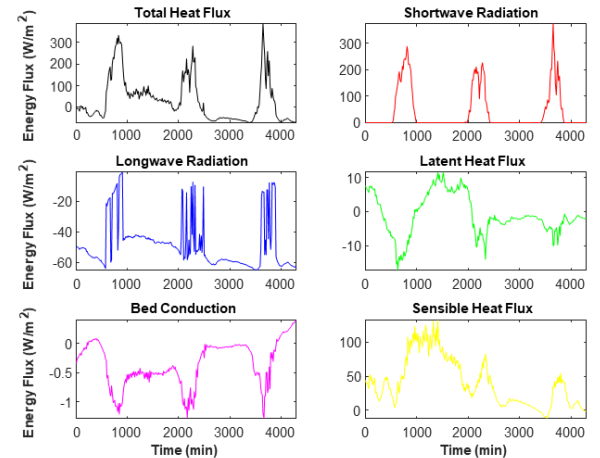 Total Heat Flux
Shortwave Radiation
Energy Flux (W/m²)
300
200
100
0
0 1000 2000 3000 4000
300
200
100
0
0 1000 2000 3000 4000
Longwave Radiation
Latent Heat Flux
Energy Flux (W/m²)
-20
-40
-60
0 1000 2000 3000 4000
10
0
-10
0 1000 2000 3000 4000
Bed Conduction
Sensible Heat Flux
Energy Flux (W/m²)
0
-0.5
-1
0 1000 2000 3000 4000
Time (min)
100
50
0
0 1000 2000 3000 4000
Time (min)